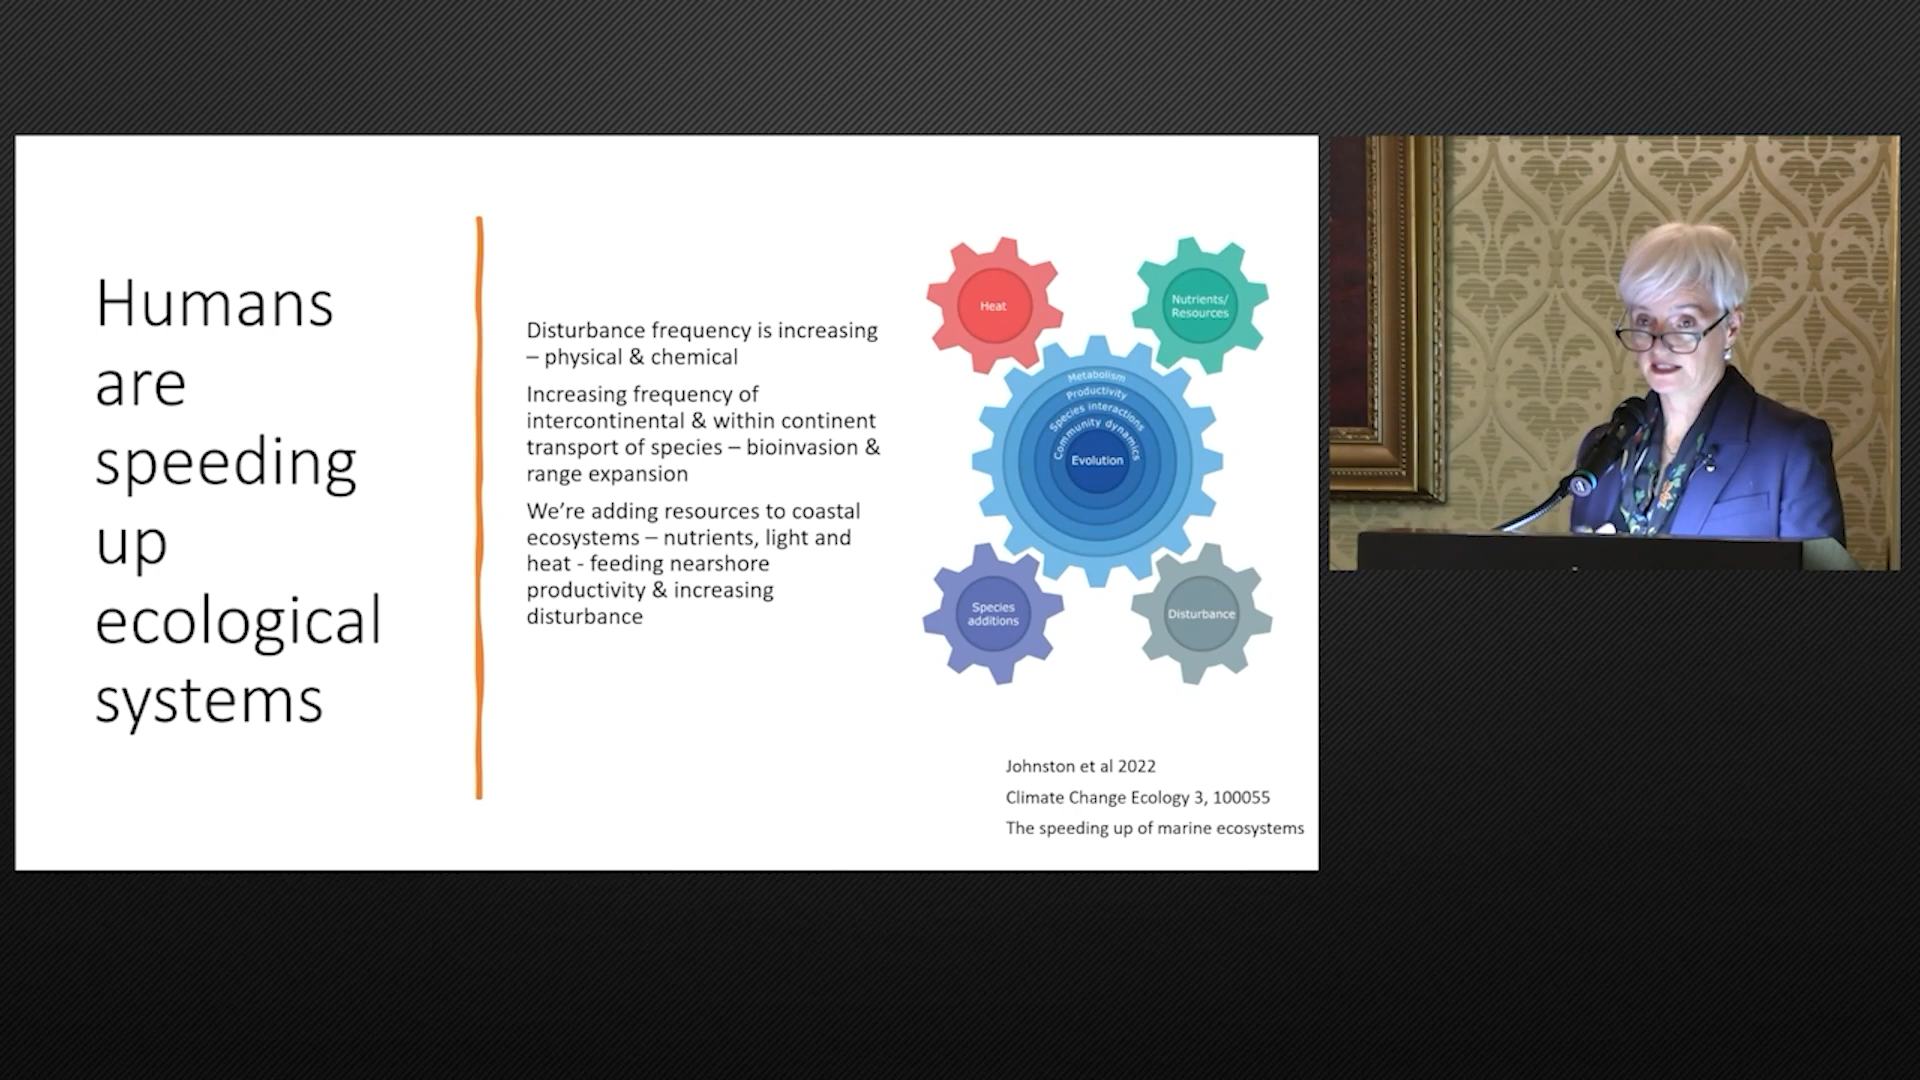 Humans
are
speeding
up
ecological
systems
Disturbance frequency is increasing
– physical & chemical
Increasing frequency of
intercontinental & within continent
transport of species – bioinvasion &
range expansion
We're adding resources to coastal
ecosystems – nutrients, light and
heat - feeding nearshore
productivity & increasing
disturbance
Heat
Nutrients/
Resources
Metabolism
Productivity
Species interactions
Community dynamics
Evolution
Species
additions
Disturbance
Johnston et al 2022
Climate Change Ecology 3, 100055
The speeding up of marine ecosystems